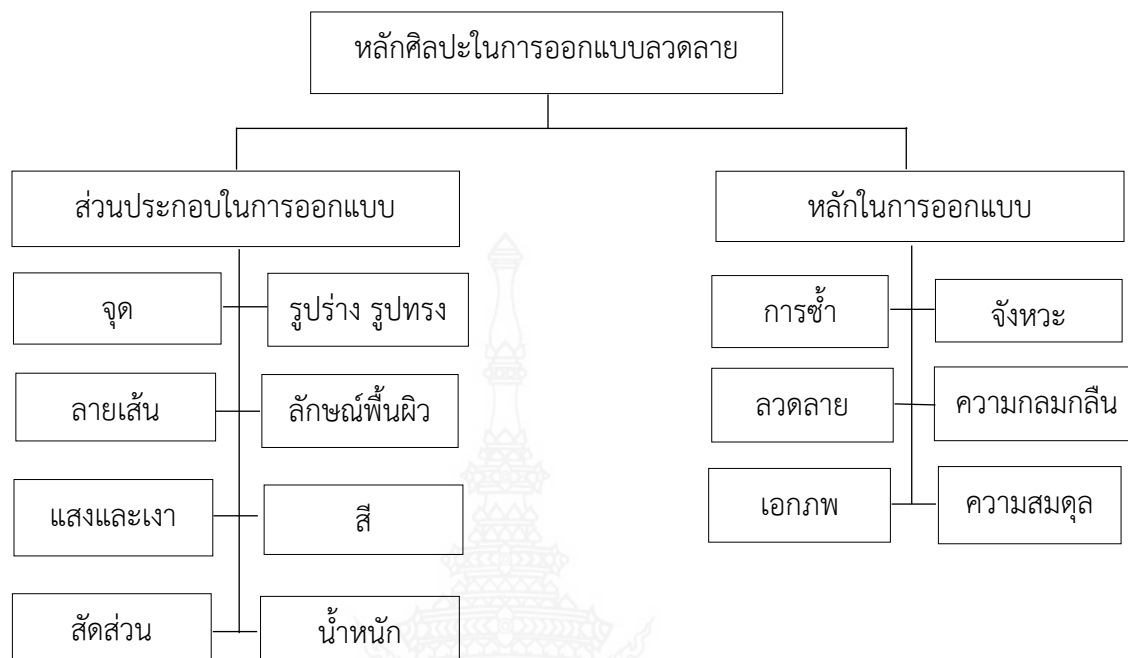 หลักศิลปะในการออกแบบลวดลาย
ส่วนประกอบในการออกแบบ
หลักในการออกแบบ
จุด
รูปร่าง รูปทรง
ลายเส้น
ลักษณ์พื้นผิว
แสงและเงา
สี
สัดส่วน
น้ำหนัก
การซ้ำ
จังหวะ
ลวดลาย
ความกลมกลืน
เอกภพ
ความสมดุล